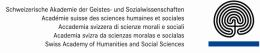 Schweizerische Akademie der Geistes- und Sozialwissenschaften
Académie suisse des sciences humaines et sociales
Accademia svizzera di scienze morali e sociali
Academia svizra da scienzas moralas e socialas
Swiss Academy of Humanities and Social Sciences